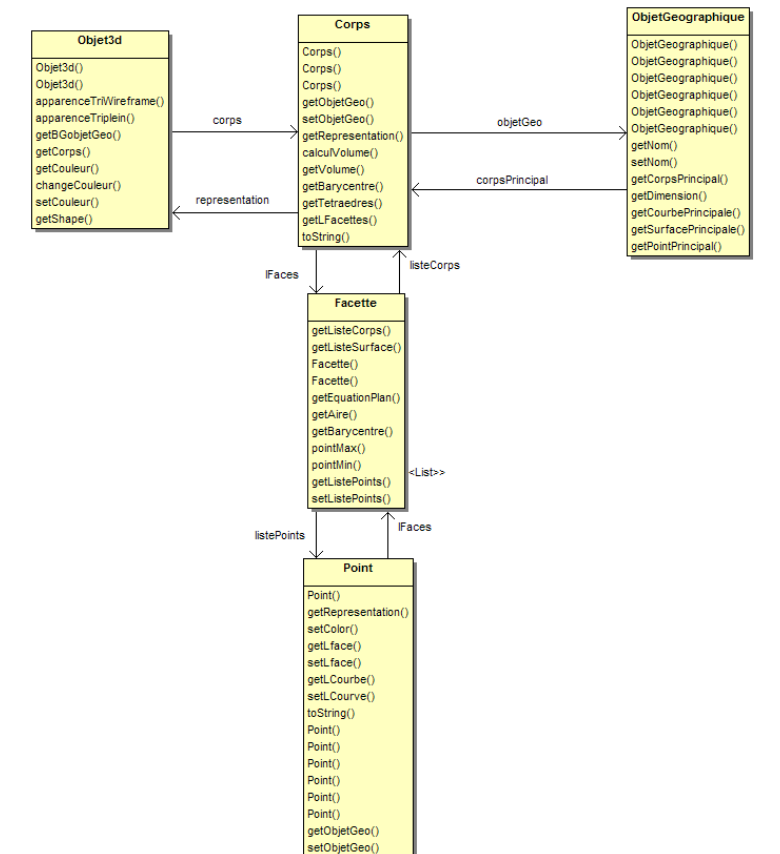 Objet3d
Objet3d()
Objet3d()
apparenceTriWireframe()
apparenceTriplein()
getBGobjetGeo()
getCorps()
getCouleur()
changeCouleur()
setCouleur()
getShape()
corps
representation
Corps
Corps()
Corps()
Corps()
getObjetGeo()
setObjetGeo()
getRepresentation()
calculVolume()
getVolume()
getBarycentre()
getTetraedres()
getLFacettes()
toString()
objetGeo
corpsPrincipal
ObjetGeographique
ObjetGeographique()
ObjetGeographique()
ObjetGeographique()
ObjetGeographique()
ObjetGeographique()
ObjetGeographique()
getNom()
setNom()
getCorpsPrincipal()
getDimension()
getCourbePrincipale()
getSurfacePrincipale()
getPointPrincipal()
lFaces
listeCorps
Facette
getListeCorps()
getListeSurface()
Facette()
Facette()
getEquationPlan()
getAire()
getBarycentre()
pointMax()
pointMin()
getListePoints()
setListePoints()
<List>>
listePoints
lFaces
Point
Point()
getRepresentation()
setColor()
getLface()
setLface()
getLCourbe()
setLCourve()
toString()
Point()
Point()
Point()
Point()
Point()
Point()
getObjetGeo()
setObjetGeo()